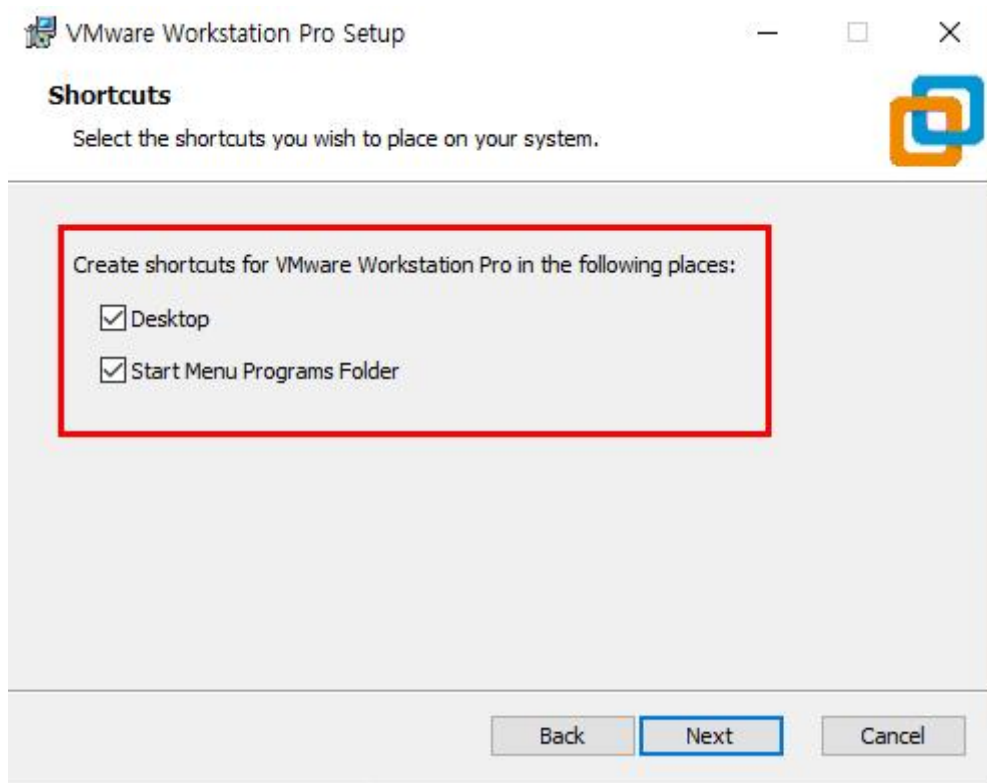 VMware Workstation Pro Setup
Shortcuts
Select the shortcuts you wish to place on your system.
Create shortcuts for VMware Workstation Pro in the following places:
Desktop
Start Menu Programs Folder
Back Next Cancel